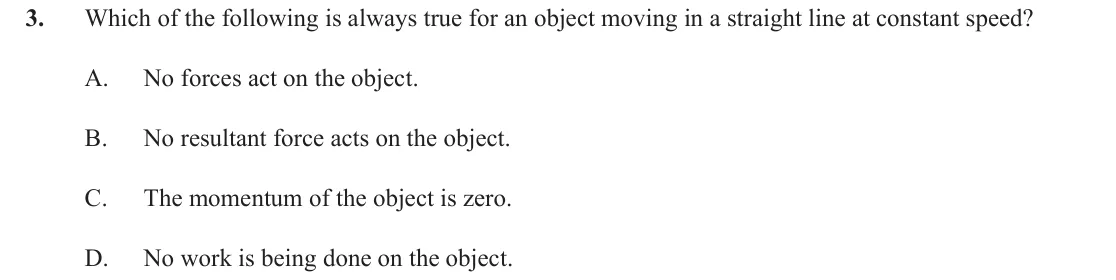 3. Which of the following is always true for an object moving in a straight line at constant speed?
A. No forces act on the object.
B. No resultant force acts on the object.
C. The momentum of the object is zero.
D. No work is being done on the object.